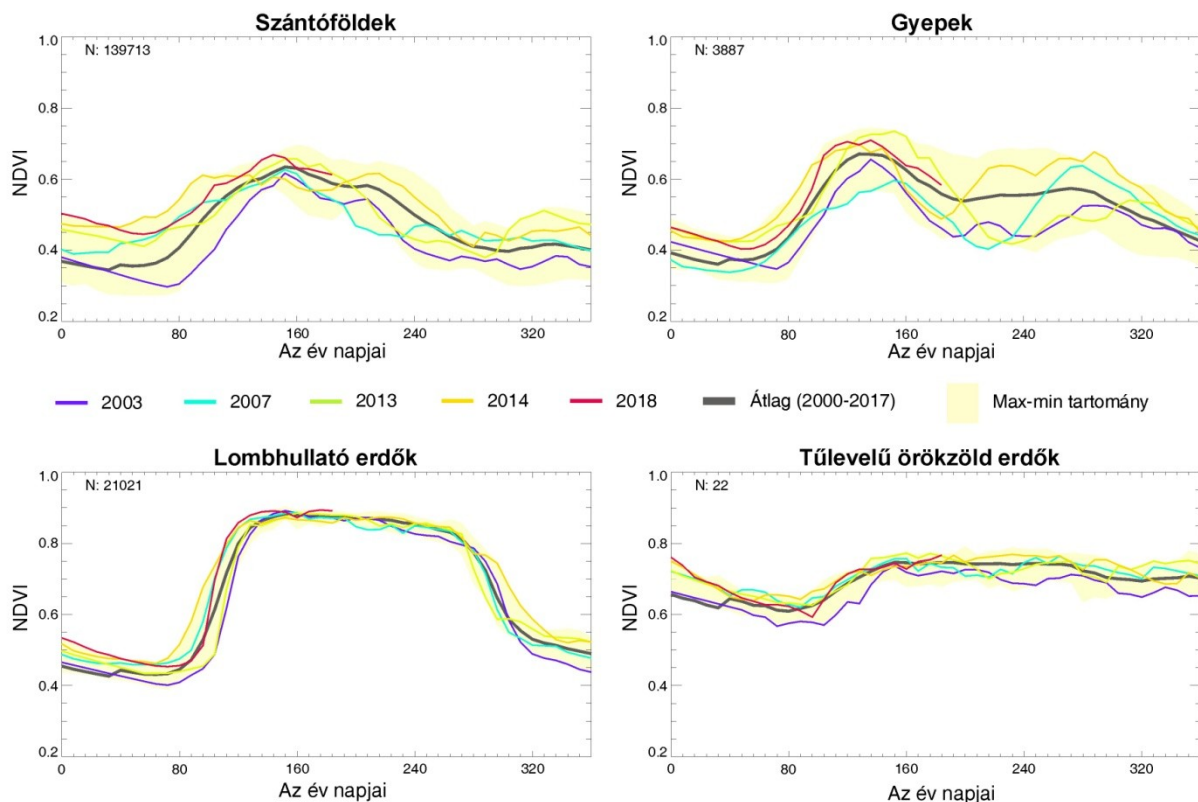 Szántóföldek
N: 139713
1.0
0.8
0.6
0.4
0.2
NDVI
0 80 160 240 320
Az év napjai
Gyepek
N: 3887
1.0
0.8
0.6
0.4
0.2
NDVI
0 80 160 240 320
Az év napjai
2003 2007 2013 2014 2018 Átlag (2000-2017) Max-min tartomány
Lombhullató erdők
N: 21021
1.0
0.8
0.6
0.4
0.2
NDVI
0 80 160 240 320
Az év napjai
Tűlevelű örökzöld erdők
N: 22
1.0
0.8
0.6
0.4
0.2
NDVI
0 80 160 240 320
Az év napjai